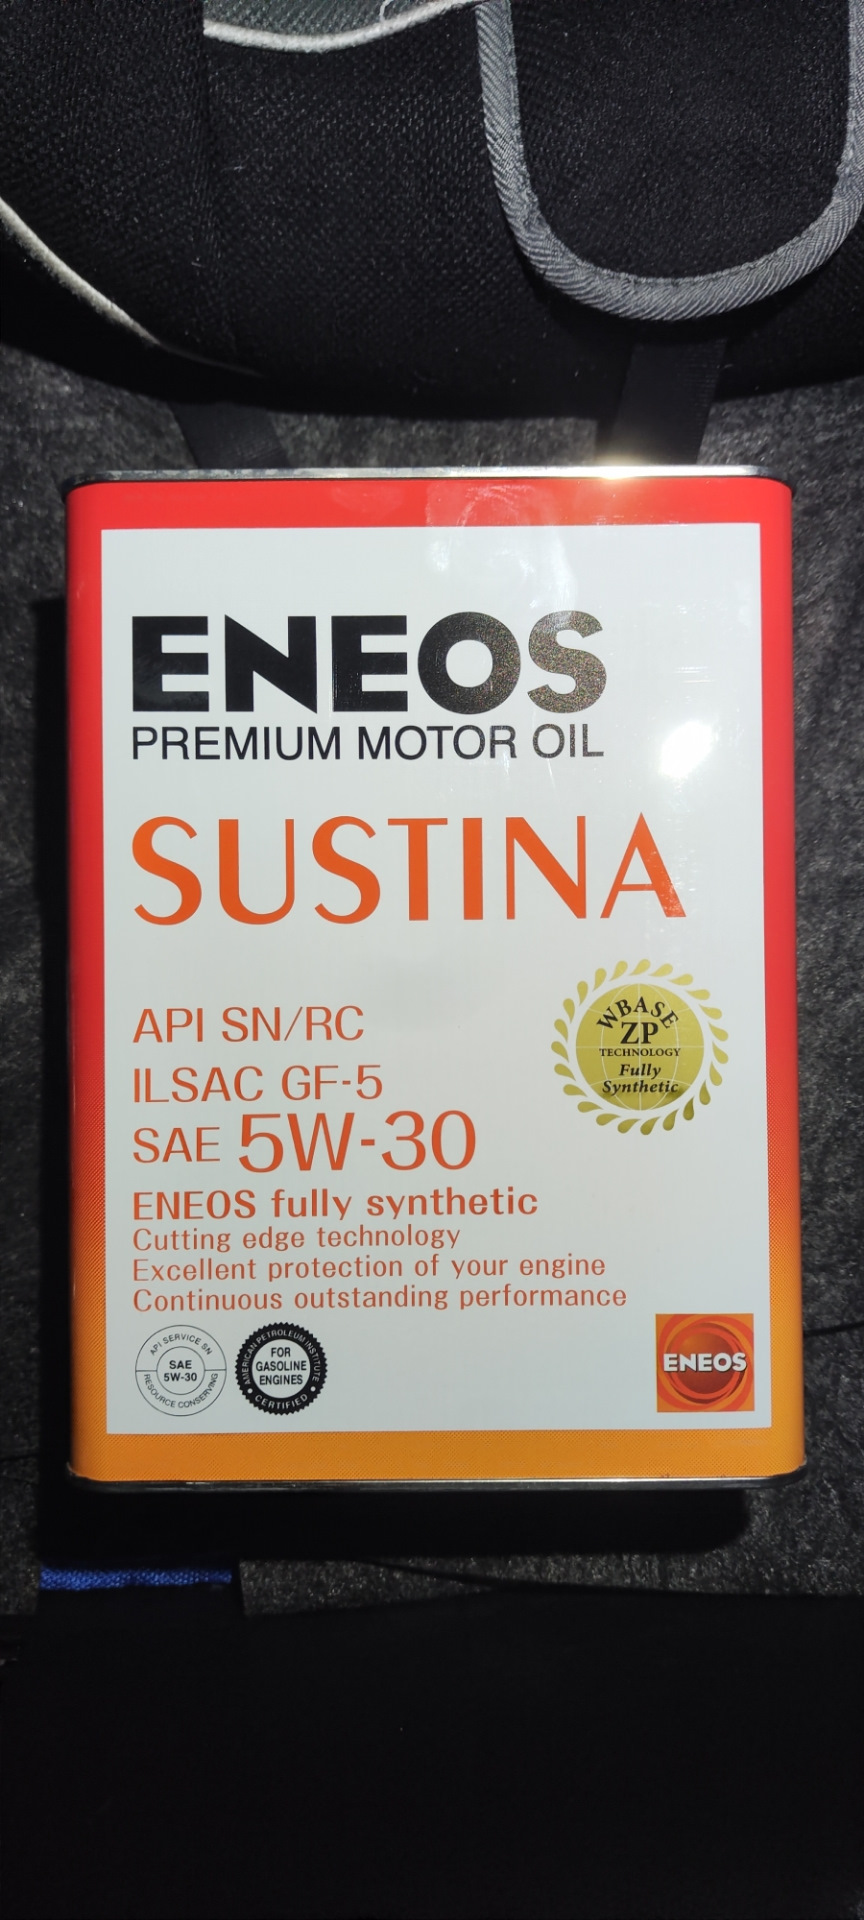 ENEOS
PREMIUM MOTOR OIL
SUSTINA
API SN/RC
ILSAC GF-5
SAE 5W-30
WBASE
ZP
TECHNOLOGY
Fully
Synthetic
ENEOS fully synthetic
Cutting edge technology
Excellent protection of your engine
Continuous outstanding performance
API SERVICE SN
SAE
5W-30
RESOURCE CONSERVING
AMERICAN PETROLEUM INSTITUTE
FOR
GASOLINE
ENGINES
CERTIFIED
ENEOS